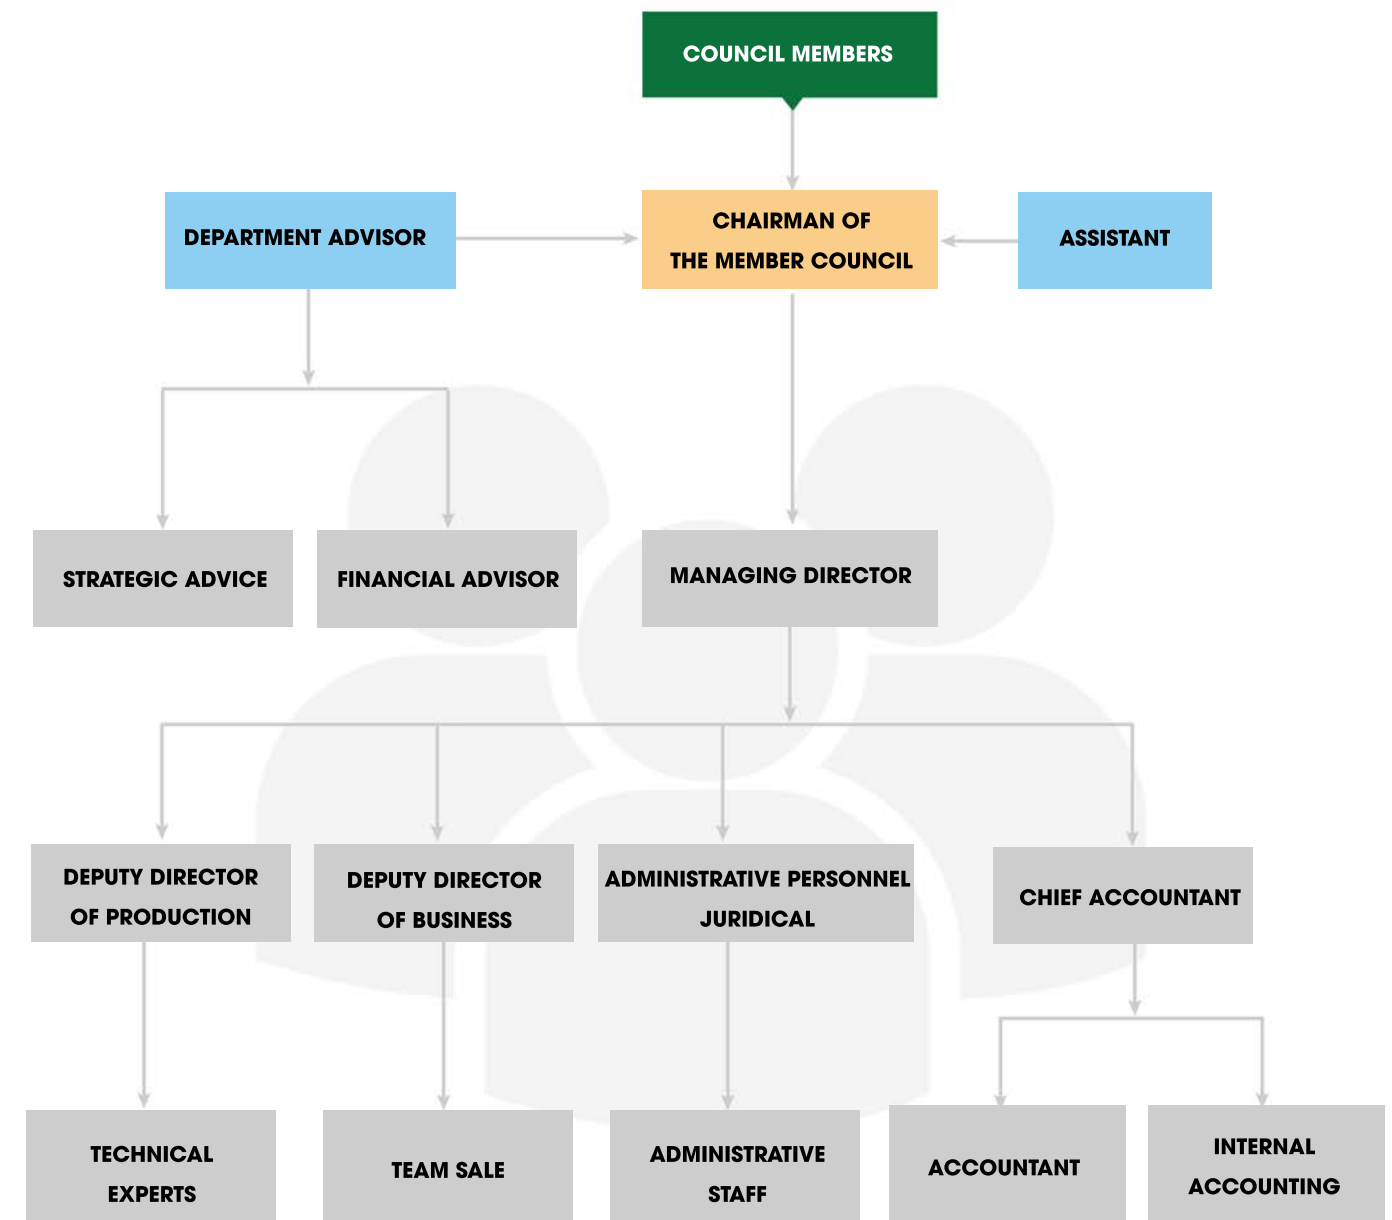 COUNCIL MEMBERS
DEPARTMENT ADVISOR
CHAIRMAN OF
THE MEMBER COUNCIL
ASSISTANT
STRATEGIC ADVICE
FINANCIAL ADVISOR
MANAGING DIRECTOR
DEPUTY DIRECTOR
OF PRODUCTION
DEPUTY DIRECTOR
OF BUSINESS
ADMINISTRATIVE PERSONNEL
JURIDICAL
CHIEF ACCOUNTANT
TECHNICAL
EXPERTS
TEAM SALE
ADMINISTRATIVE
STAFF
ACCOUNTANT
INTERNAL
ACCOUNTING